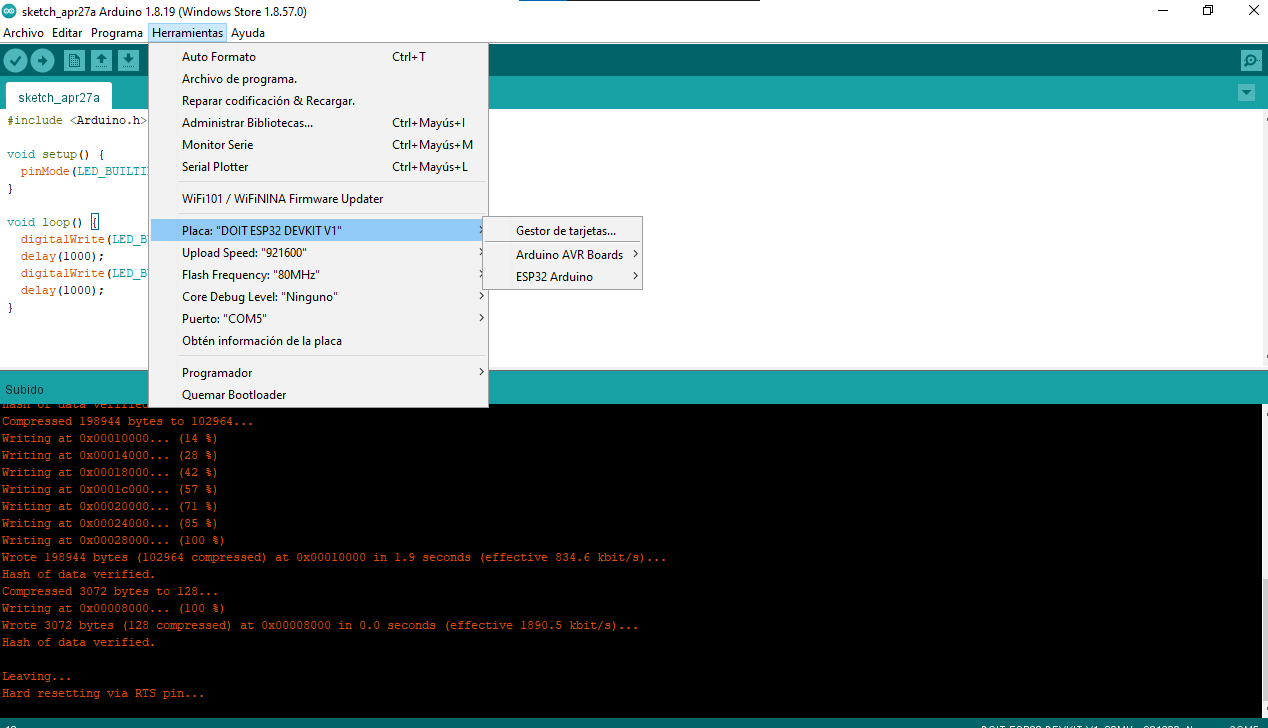 sketch_apr27a Arduino 1.8.19 (Windows Store 1.8.57.0)
Archivo Editar Programa Herramientas Ayuda
Auto Formato Ctrl+T
Archivo de programa.
Reparar codificación & Recargar.
Administrar Bibliotecas... Ctrl+Mayús+I
Monitor Serie Ctrl+Mayús+M
Serial Plotter Ctrl+Mayús+L
WiFi101 / WiFiNINA Firmware Updater
Placa: "DOIT ESP32 DEVKIT V1"
Upload Speed: "921600"
Flash Frequency: "80MHz"
Core Debug Level: "Ninguno"
Puerto: "COM5"
Obtén información de la placa
Programador
Quemar Bootloader
Gestor de tarjetas...
Arduino AVR Boards
ESP32 Arduino
sketch_apr27a
#include <Arduino.h>
void setup() {
pinMode(LED_BUILTI
}
void loop() {
digitalWrite(LED_B
delay(1000);
digitalWrite(LED_B
delay(1000);
}
Subido
Hash of data verified.
Compressed 198944 bytes to 102964...
Writing at 0x00010000... (14 %)
Writing at 0x00014000... (28 %)
Writing at 0x00018000... (42 %)
Writing at 0x0001c000... (57 %)
Writing at 0x00020000... (71 %)
Writing at 0x00024000... (85 %)
Writing at 0x00028000... (100 %)
Wrote 198944 bytes (102964 compressed) at 0x00010000 in 1.9 seconds (effective 834.6 kbit/s)...
Hash of data verified.
Compressed 3072 bytes to 128...
Writing at 0x00008000... (100 %)
Wrote 3072 bytes (128 compressed) at 0x00008000 in 0.0 seconds (effective 1890.5 kbit/s)...
Hash of data verified.
Leaving...
Hard resetting via RTS pin...